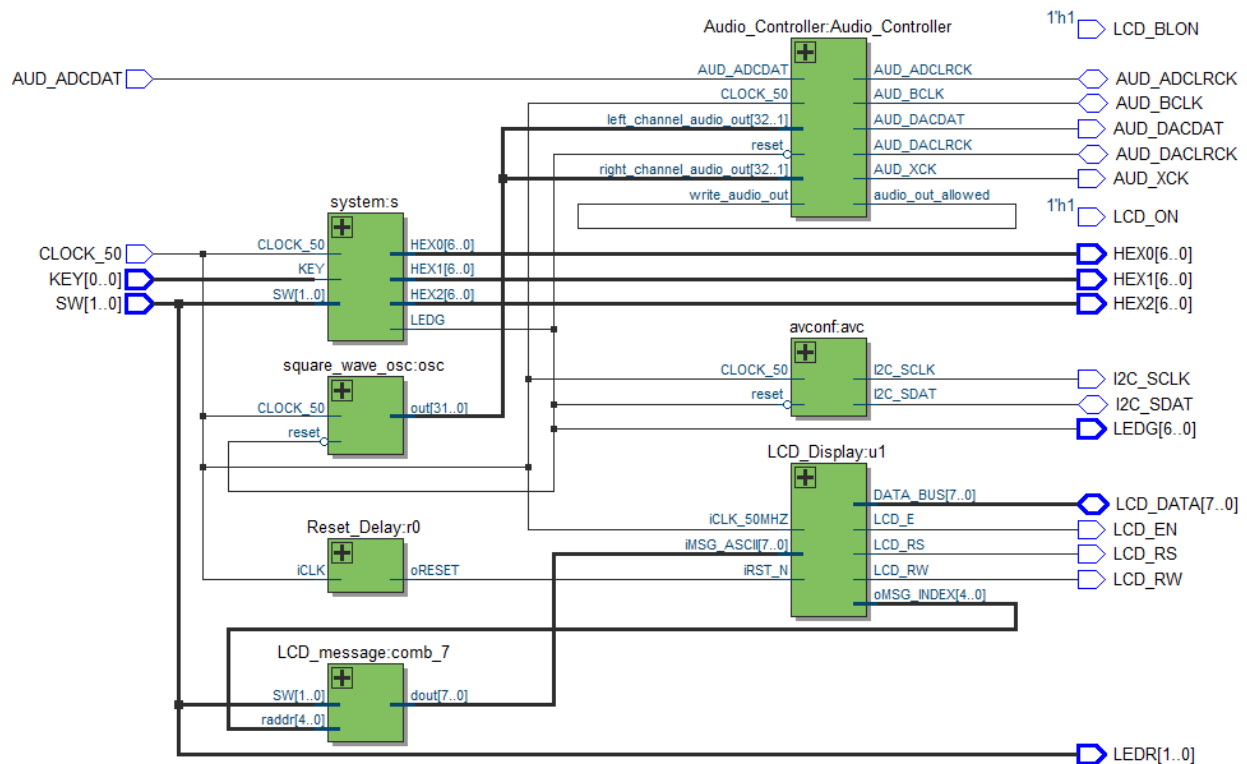 1'h1
LCD_BLON
Audio_Controller:Audio_Controller
AUD_ADCDAT
AUD_ADCDAT
AUD_ADCLRCK
AUD_ADCLRCK
CLOCK_50
AUD_BCLK
AUD_BCLK
left_channel_audio_out[32..1]
AUD_DACDAT
AUD_DACDAT
reset
AUD_DACLRCK
AUD_DACLRCK
right_channel_audio_out[32..1]
AUD_XCK
AUD_XCK
write_audio_out
audio_out_allowed
1'h1
LCD_ON
system:s
CLOCK_50
CLOCK_50
HEX0[6..0]
HEX0[6..0]
KEY[0..0]
KEY
HEX1[6..0]
HEX1[6..0]
SW[1..0]
SW[1..0]
HEX2[6..0]
HEX2[6..0]
LEDG
avconf:avc
CLOCK_50
I2C_SCLK
I2C_SCLK
reset
I2C_SDAT
I2C_SDAT
LEDG[6..0]
square_wave_osc:osc
CLOCK_50
out[31..0]
reset
LCD_Display:u1
DATA_BUS[7..0]
LCD_DATA[7..0]
iCLK_50MHZ
LCD_E
LCD_EN
iMSG_ASCII[7..0]
LCD_RS
LCD_RS
iRST_N
LCD_RW
LCD_RW
oMSG_INDEX[4..0]
Reset_Delay:r0
iCLK
oRESET
LCD_message:comb_7
SW[1..0]
dout[7..0]
raddr[4..0]
LEDR[1..0]